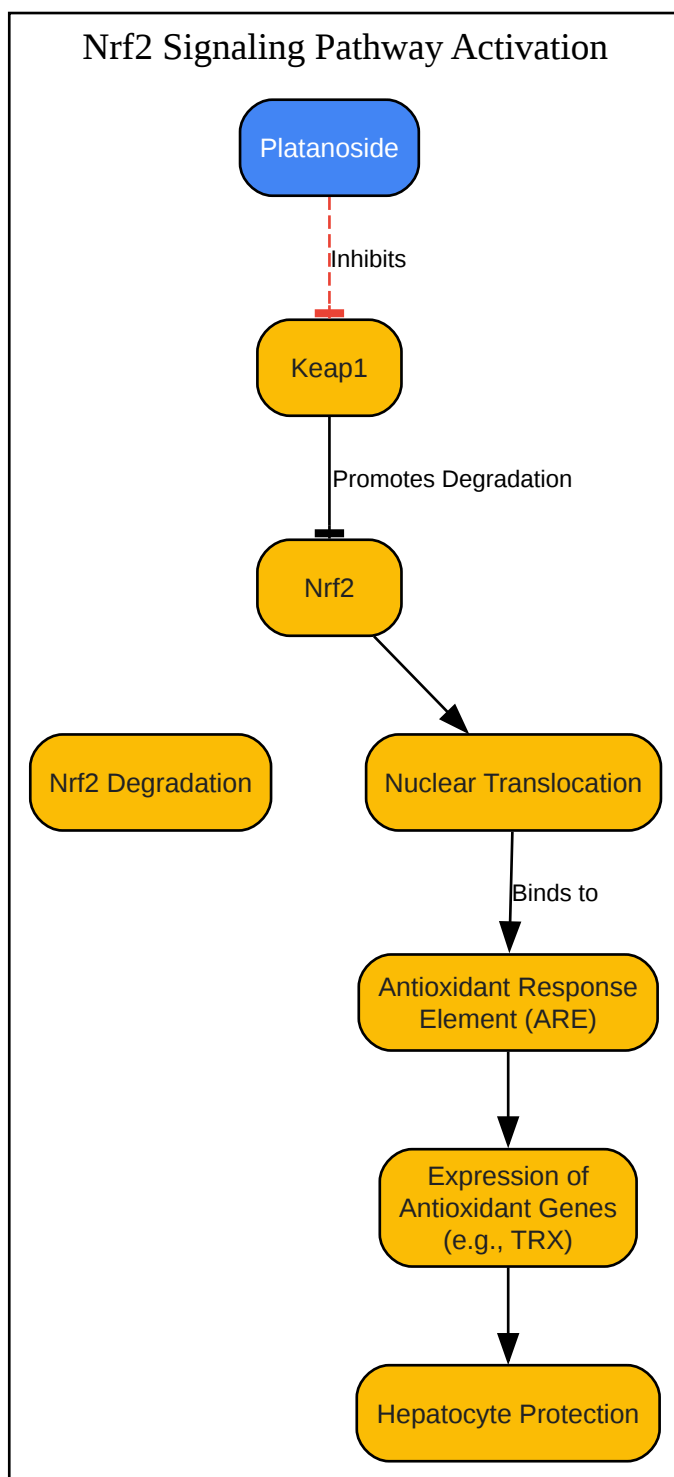 Nrf2 Signaling Pathway Activation
Platanoside
Inhibits
Keap1
Promotes Degradation
Nrf2
Nrf2 Degradation
Nuclear Translocation
Binds to
Antioxidant Response
Element (ARE)
Expression of
Antioxidant Genes
(e.g., TRX)
Hepatocyte Protection